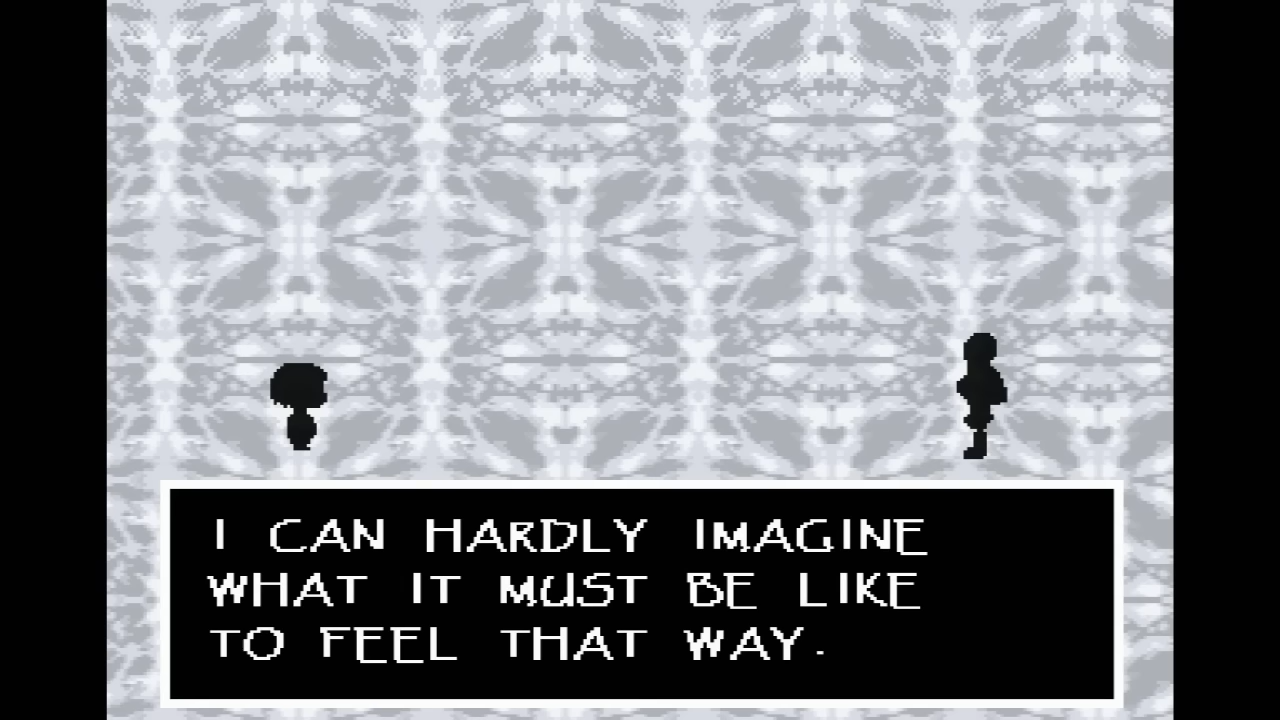 I CAN HARDLY IMAGINE
WHAT IT MUST BE LIKE
TO FEEL THAT WAY.